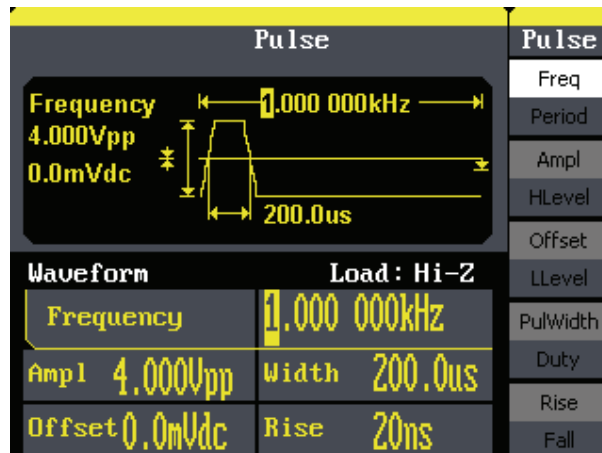 Pulse
Frequency
1.000 000kHz
4.000Vpp
0.0mVdc
200.0us
Waveform Load: Hi-Z
Frequency 1.000 000kHz
Ampl 4.000Vpp Width 200.0us
Offset 0.0mVdc Rise 20ns
Pulse
Freq
Period
Ampl
HLevel
Offset
LLevel
PulWidth
Duty
Rise
Fall